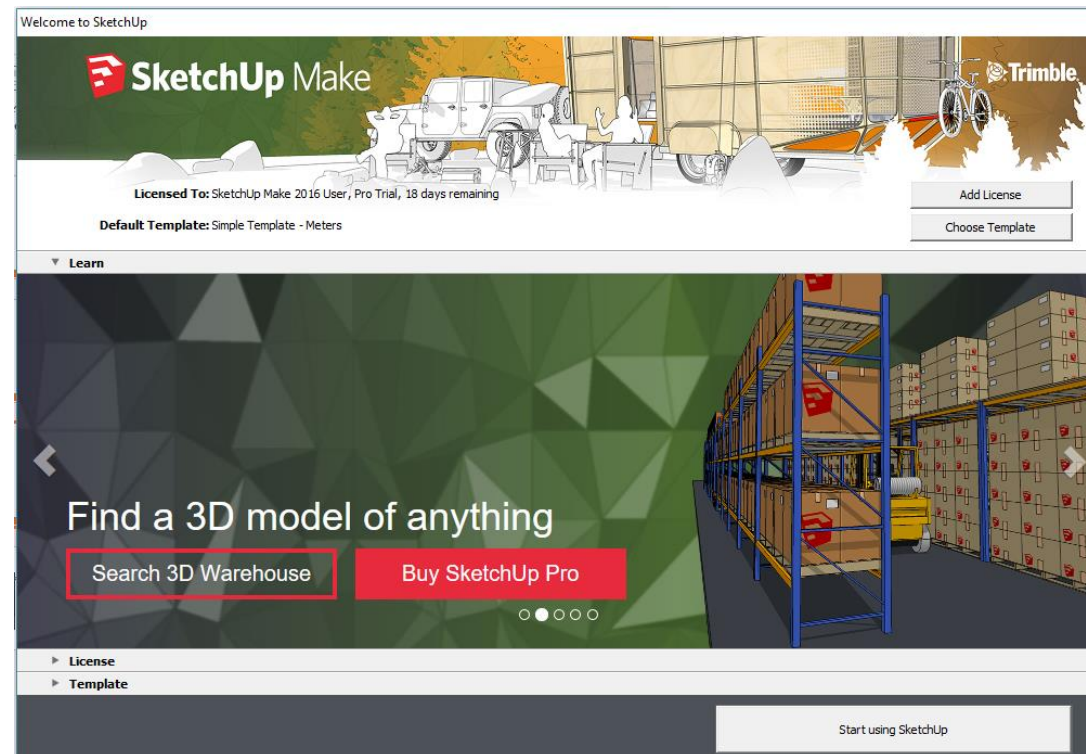 Welcome to SketchUp
SketchUp Make
Trimble
Licensed To: SketchUp Make 2016 User, Pro Trial, 18 days remaining
Add License
Default Template: Simple Template - Meters
Choose Template
Learn
Find a 3D model of anything
Search 3D Warehouse
Buy SketchUp Pro
License
Template
Start using SketchUp